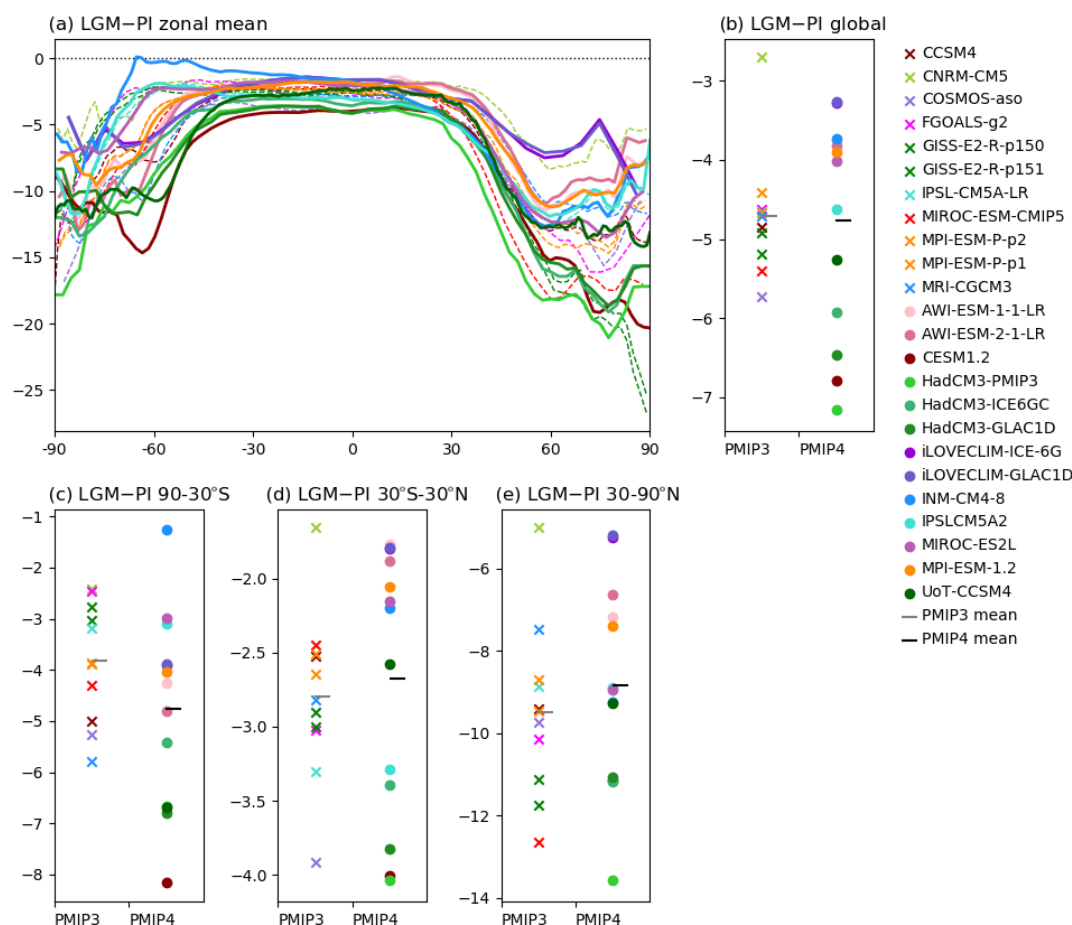 (a) LGM−PI zonal mean
0
−5
−10
−15
−20
−25
−90 −60 −30 0 30 60 90
(b) LGM−PI global
−3
−4
−5
−6
−7
PMIP3 PMIP4
CCSM4
CNRM-CM5
COSMOS-aso
FGOALS-g2
GISS-E2-R-p150
GISS-E2-R-p151
IPSL-CM5A-LR
MIROC-ESM-CMIP5
MPI-ESM-P-p2
MPI-ESM-P-p1
MRI-CGCM3
AWI-ESM-1-1-LR
AWI-ESM-2-1-LR
CESM1.2
HadCM3-PMIP3
HadCM3-ICE6GC
HadCM3-GLAC1D
iLOVECLIM-ICE-6G
iLOVECLIM-GLAC1D
INM-CM4-8
IPSLCM5A2
MIROC-ES2L
MPI-ESM-1.2
UoT-CCSM4
PMIP3 mean
PMIP4 mean
(c) LGM−PI 90-30°S
−1
−2
−3
−4
−5
−6
−7
−8
PMIP3 PMIP4
(d) LGM−PI 30°S-30°N
−2.0
−2.5
−3.0
−3.5
−4.0
PMIP3 PMIP4
(e) LGM−PI 30-90°N
−6
−8
−10
−12
−14
PMIP3 PMIP4